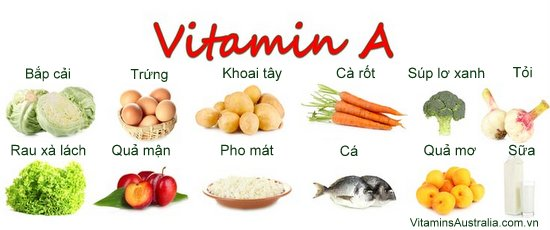 Vitamin A
Bắp cải
Trứng
Khoai tây
Cà rốt
Súp lơ xanh
Tỏi
Rau xà lách
Quả mận
Pho mát
Cá
Quả mơ
Sữa
VitaminsAustralia.com.vn